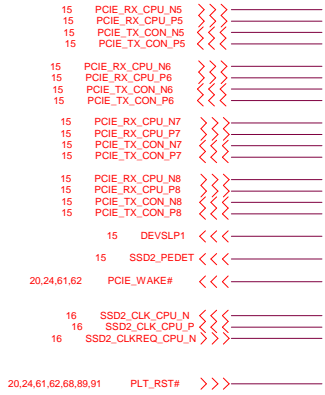 15 PCIE_RX_CPU_N5
15 PCIE_RX_CPU_P5
15 PCIE_TX_CON_N5
15 PCIE_TX_CON_P5
15 PCIE_RX_CPU_N6
15 PCIE_RX_CPU_P6
15 PCIE_TX_CON_N6
15 PCIE_TX_CON_P6
15 PCIE_RX_CPU_N7
15 PCIE_RX_CPU_P7
15 PCIE_TX_CON_N7
15 PCIE_TX_CON_P7
15 PCIE_RX_CPU_N8
15 PCIE_RX_CPU_P8
15 PCIE_TX_CON_N8
15 PCIE_TX_CON_P8
15 DEVSLP1
15 SSD2_PEDET
20,24,61,62 PCIE_WAKE#
16 SSD2_CLK_CPU_N
16 SSD2_CLK_CPU_P
16 SSD2_CLKREQ_CPU_N
20,24,61,62,68,89,91 PLT_RST#